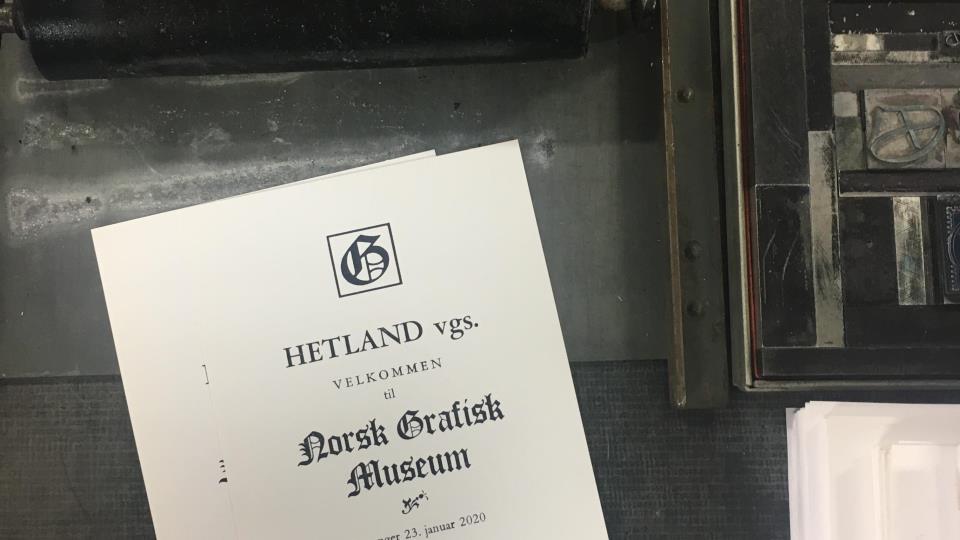 G
HETLAND vgs.
VELKOMMEN
til
Norsk Grafisk
Museum
23. januar 2020